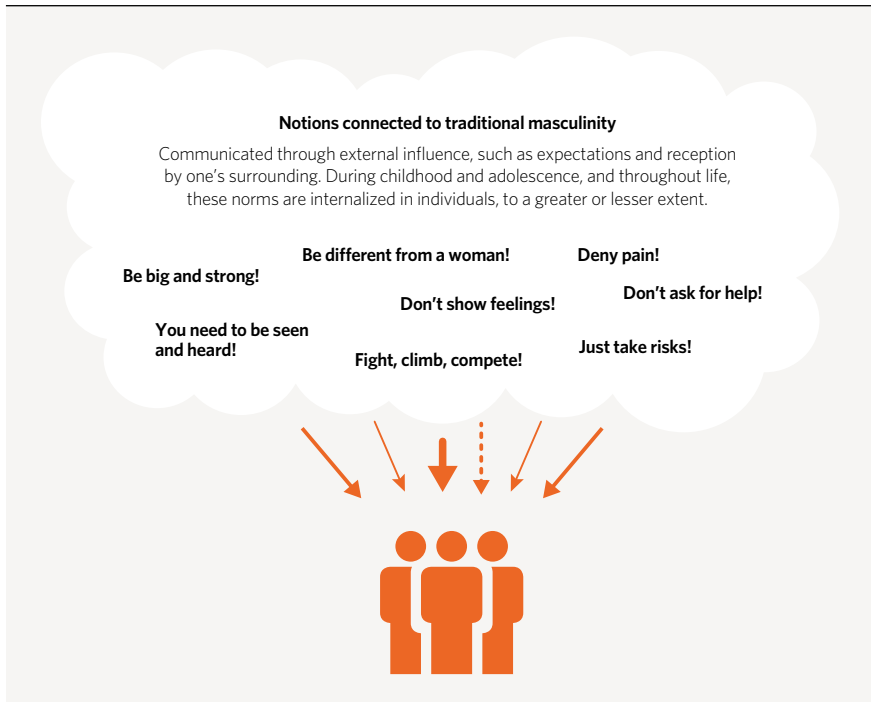 Notions connected to traditional masculinity
Communicated through external influence, such as expectations and reception
by one's surrounding. During childhood and adolescence, and throughout life,
these norms are internalized in individuals, to a greater or lesser extent.
Be different from a woman!
Deny pain!
Be big and strong!
Don't show feelings!
Don't ask for help!
You need to be seen
and heard!
Fight, climb, compete!
Just take risks!